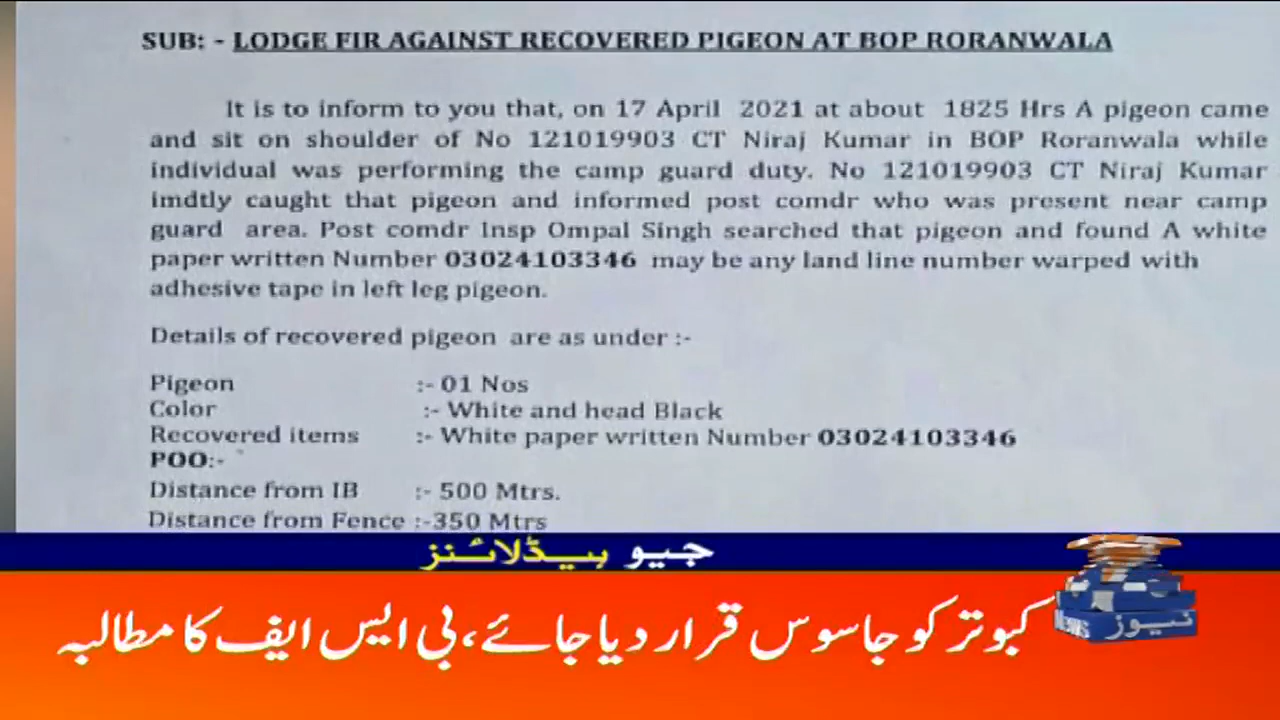 SUB: - LODGE FIR AGAINST RECOVERED PIGEON AT BOP RORANWALA
It is to inform to you that, on 17 April 2021 at about 1825 Hrs A pigeon came
and sit on shoulder of No 121019903 CT Niraj Kumar in BOP Roranwala while
individual was performing the camp guard duty. No 121019903 CT Niraj Kumar
imdtly caught that pigeon and informed post comdr who was present near camp
guard area. Post comdr Insp Ompal Singh searched that pigeon and found A white
paper written Number 03024103346 may be any land line number warped with
adhesive tape in left leg pigeon.
Details of recovered pigeon are as under :-
Pigeon :- 01 Nos
Color :- White and head Black
Recovered items :- White paper written Number 03024103346
POO:-
Distance from IB :- 500 Mtrs.
Distance from Fence :-350 Mtrs
جیو ہیڈلائنز
کبوتر کو جاسوس قرار دیا جائے، بی ایس ایف کا مطالبہ
NEWS نیوز